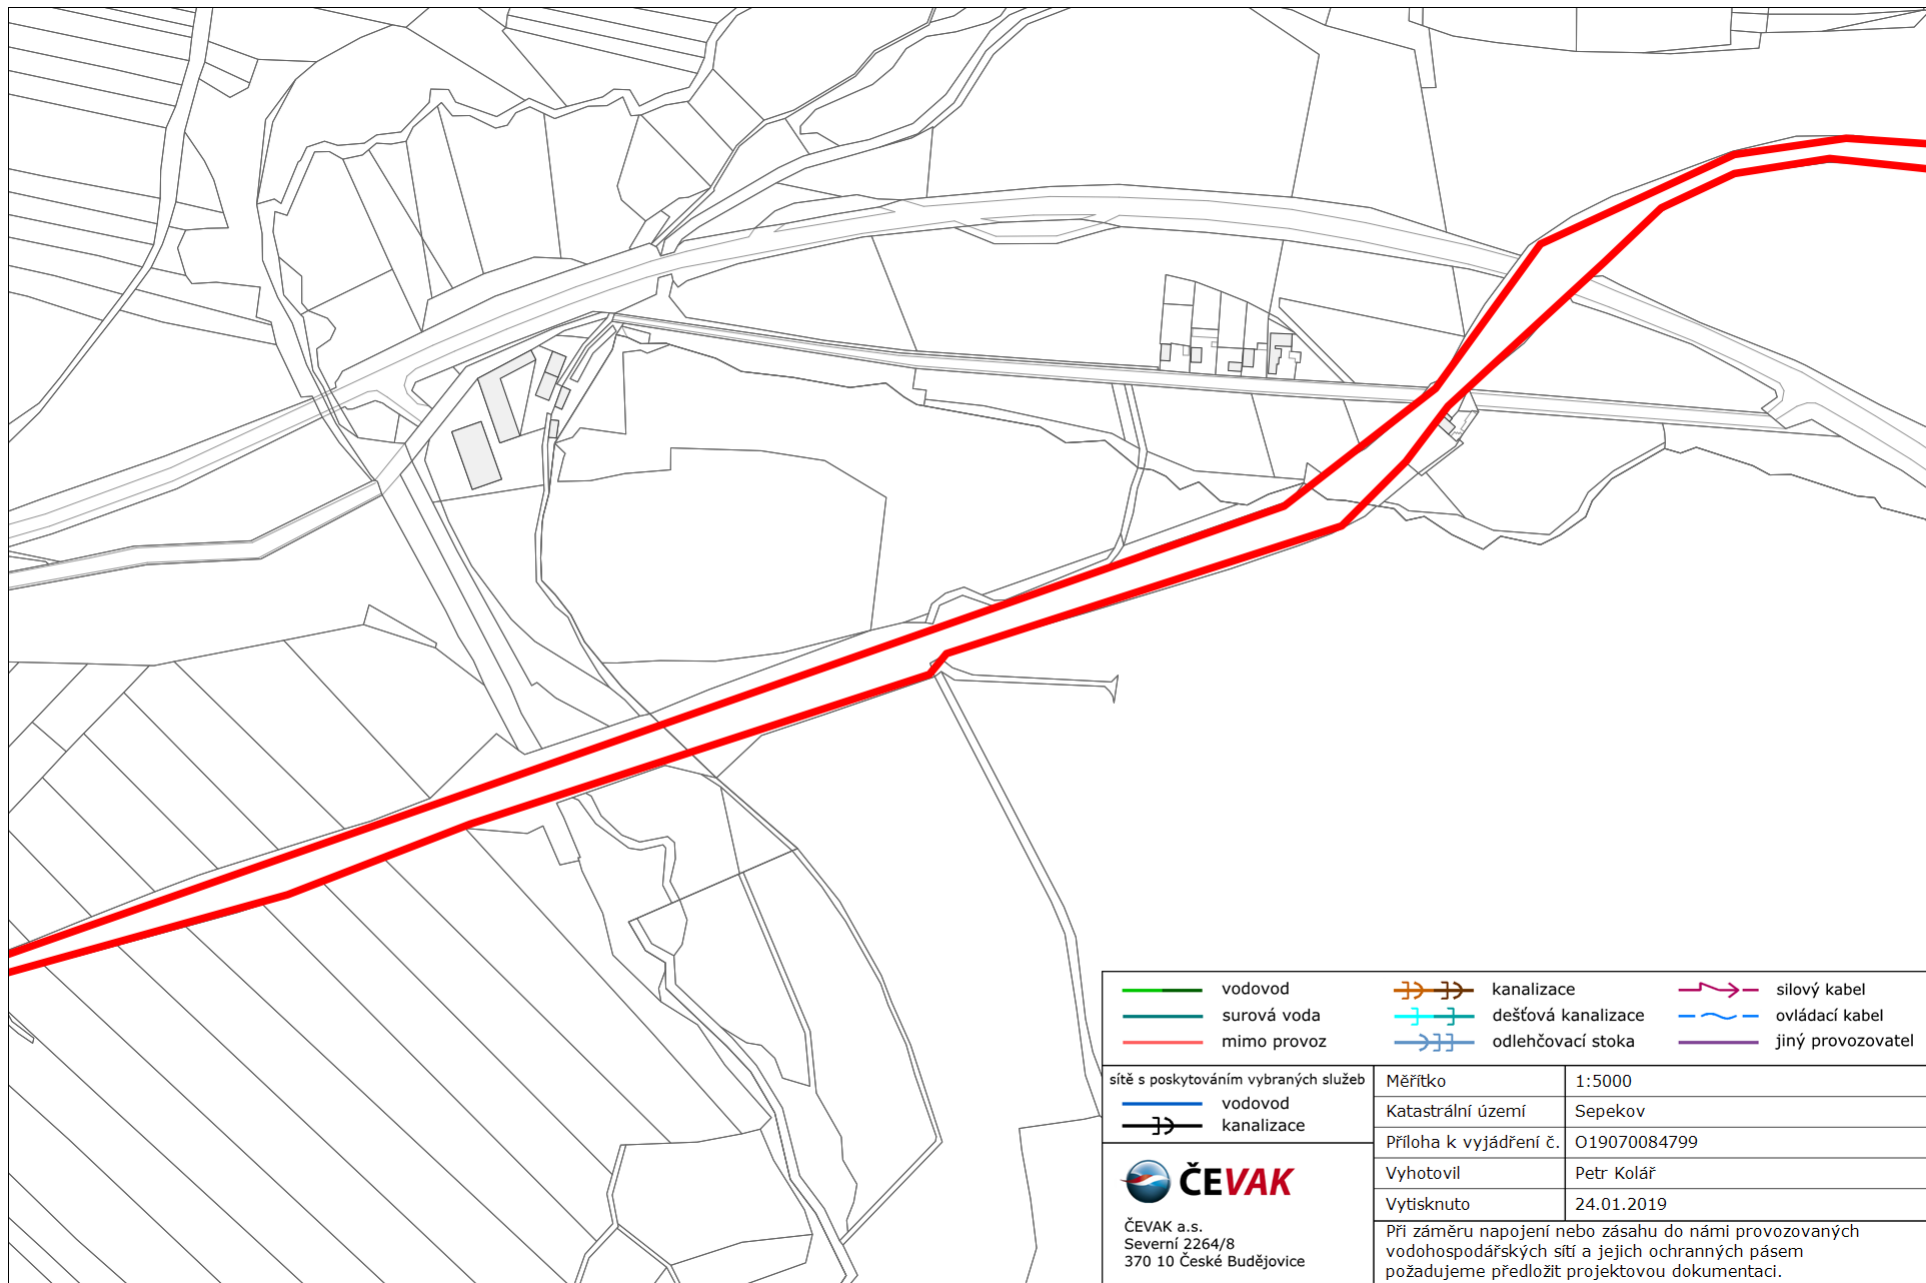 vodovod
surová voda
mimo provoz
kanalizace
dešťová kanalizace
odlehčovací stoka
silový kabel
ovládací kabel
jiný provozovatel
sítě s poskytováním vybraných služeb
vodovod
kanalizace
ČEVAK
ČEVAK a.s.
Severní 2264/8
370 10 České Budějovice
Měřítko 1:5000
Katastrální území Sepekov
Příloha k vyjádření č. O19070084799
Vyhotovil Petr Kolář
Vytisknuto 24.01.2019
Při záměru napojení nebo zásahu do námi provozovaných
vodohospodářských sítí a jejich ochranných pásem
požadujeme předložit projektovou dokumentaci.